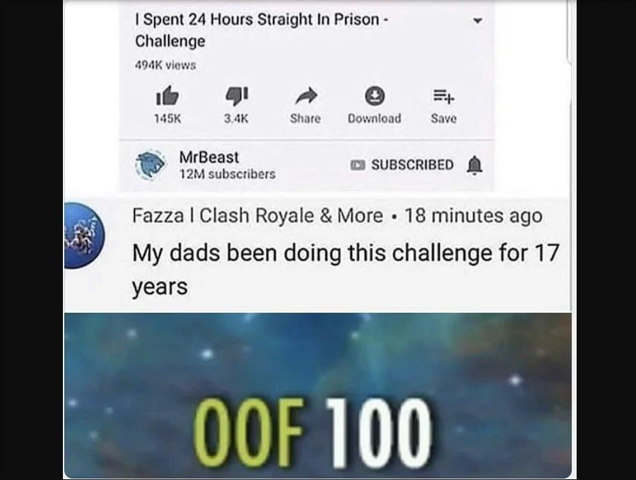 I Spent 24 Hours Straight In Prison -
Challenge
494K views
145K 3.4K Share Download Save
MrBeast
12M subscribers
SUBSCRIBED
Fazza l Clash Royale & More • 18 minutes ago
My dads been doing this challenge for 17
years
OOF 100